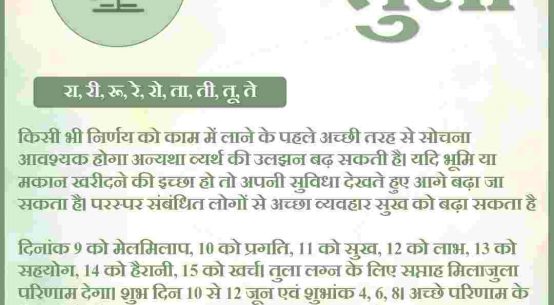 तुला
रा, री, रू, रे, रो, ता, ती, तू, ते
किसी भी निर्णय को काम में लाने के पहले अच्छी तरह से सोचना
आवश्यक होगा अन्यथा व्यर्थ की उलझन बढ़ सकती है। यदि भूमि या
मकान खरीदने की इच्छा हो तो अपनी सुविधा देखते हुए आगे बढ़ा जा
सकता है। परस्पर संबंधित लोगों से अच्छा व्यवहार सुख को बढ़ा सकता है
दिनांक 9 को मेलमिलाप, 10 को प्रगति, 11 को सुख, 12 को लाभ, 13 को
सहयोग, 14 को हैरानी, 15 को खर्च। तुला लग्न के लिए सप्ताह मिलाजुला
परिणाम देगा। शुभ दिन 10 से 12 जून एवं शुभांक 4, 6, 8। अच्छे परिणाम के